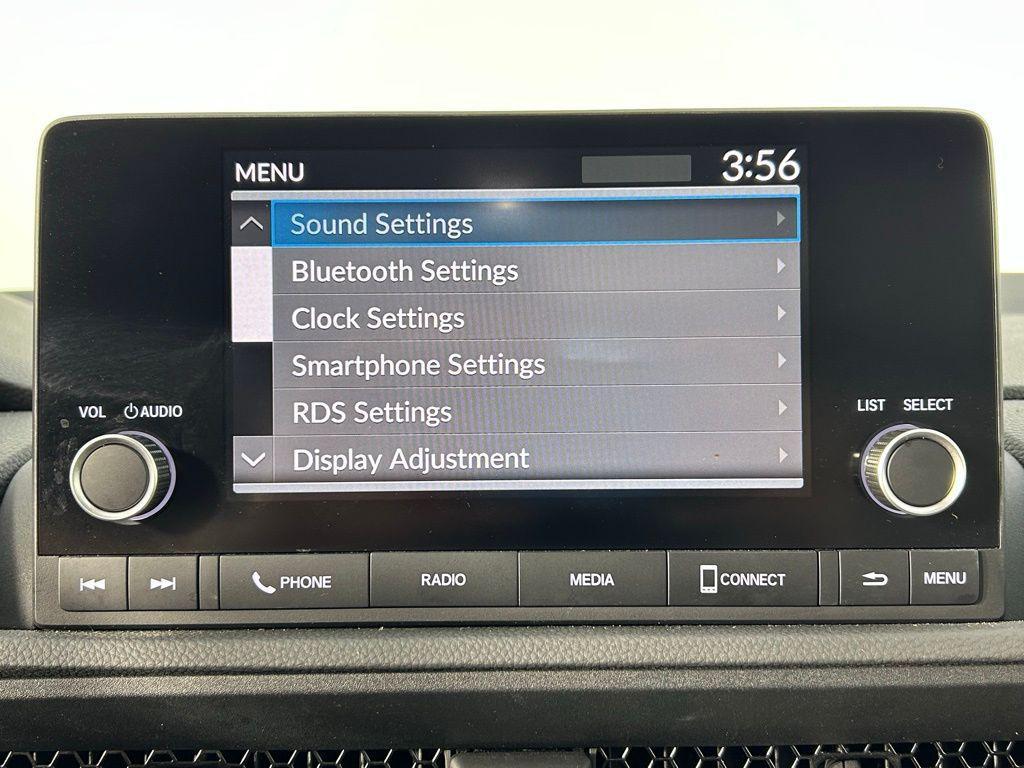 MENU 3:56
Sound Settings
Bluetooth Settings
Clock Settings
Smartphone Settings
RDS Settings
Display Adjustment
VOL AUDIO
LIST SELECT
PHONE RADIO MEDIA CONNECT MENU